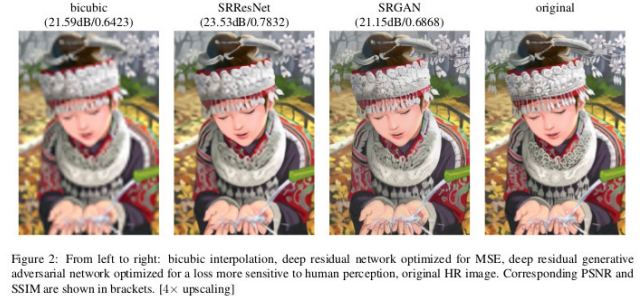 bicubic
(21.59dB/0.6423)
SRResNet
(23.53dB/0.7832)
SRGAN
(21.15dB/0.6868)
original
Figure 2: From left to right: bicubic interpolation, deep residual network optimized for MSE, deep residual generative
adversarial network optimized for a loss more sensitive to human perception, original HR image. Corresponding PSNR and
SSIM are shown in brackets. [4× upscaling]